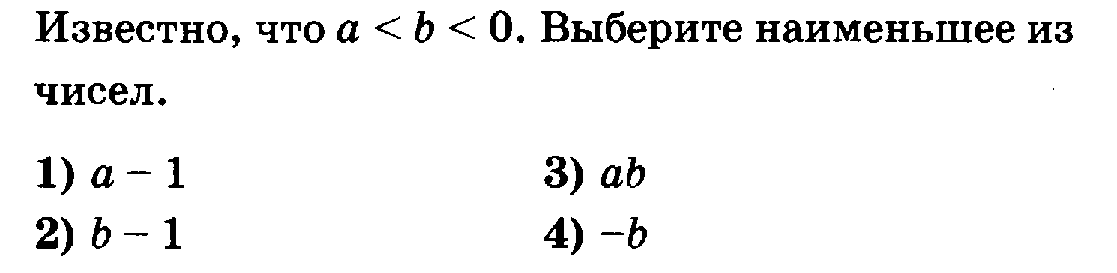 Известно, что a < b < 0. Выберите наименьшее из
чисел.
1) a – 1
3) ab
2) b – 1
4) –b